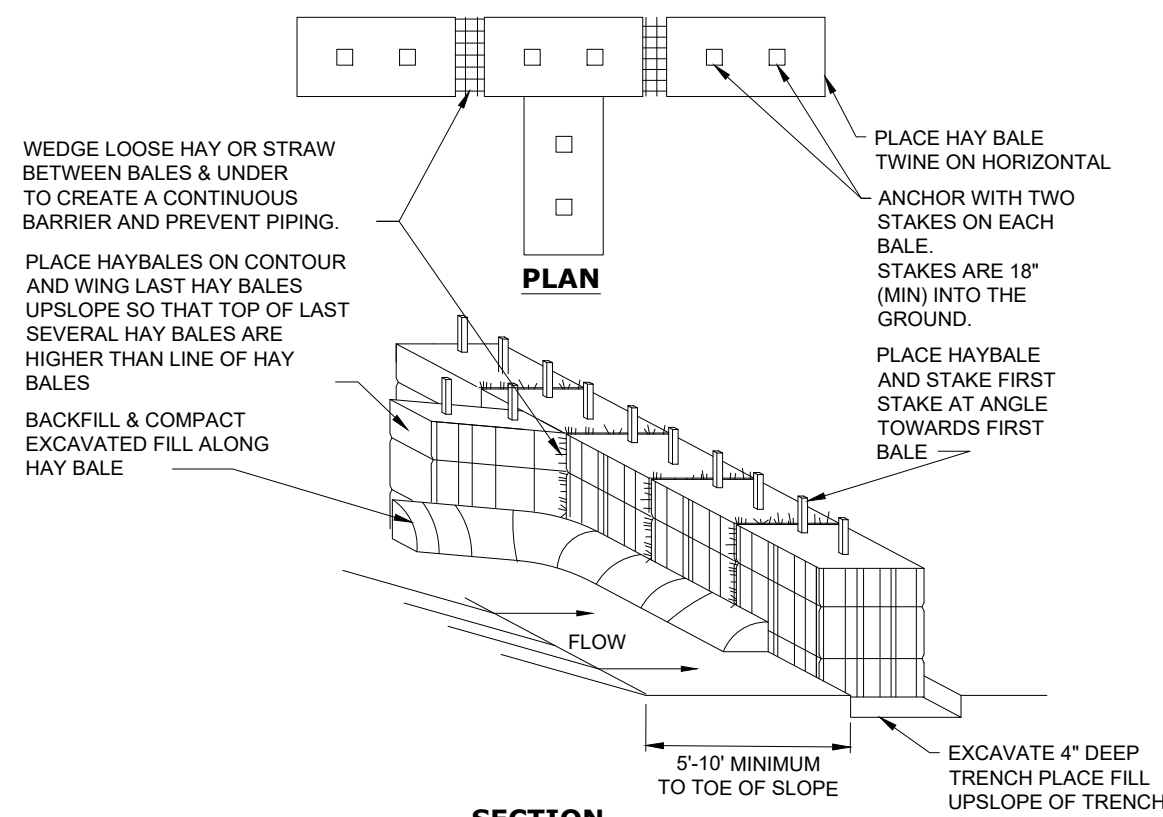 WEDGE LOOSE HAY OR STRAW
BETWEEN BALES & UNDER
TO CREATE A CONTINUOUS
BARRIER AND PREVENT PIPING.
PLACE HAYBALES ON CONTOUR
AND WING LAST HAY BALES
UPSLOPE SO THAT TOP OF LAST
SEVERAL HAY BALES ARE
HIGHER THAN LINE OF HAY
BALES
BACKFILL & COMPACT
EXCAVATED FILL ALONG
HAY BALE
PLAN
PLACE HAY BALE
TWINE ON HORIZONTAL
ANCHOR WITH TWO
STAKES ON EACH
BALE.
STAKES ARE 18"
(MIN) INTO THE
GROUND.
PLACE HAYBALE
AND STAKE FIRST
STAKE AT ANGLE
TOWARDS FIRST
BALE
FLOW
5'-10' MINIMUM
TO TOE OF SLOPE
EXCAVATE 4" DEEP
TRENCH PLACE FILL
UPSLOPE OF TRENCH
SECTION